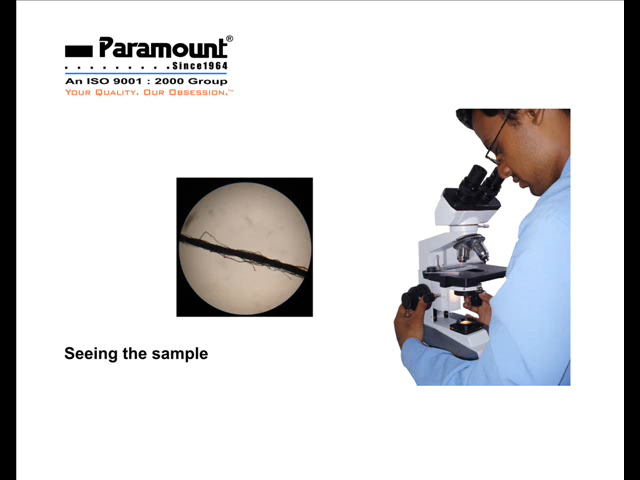 Paramount®
Since1964
An ISO 9001 : 2000 Group
YOUR QUALITY. OUR OBSESSION.™
Seeing the sample